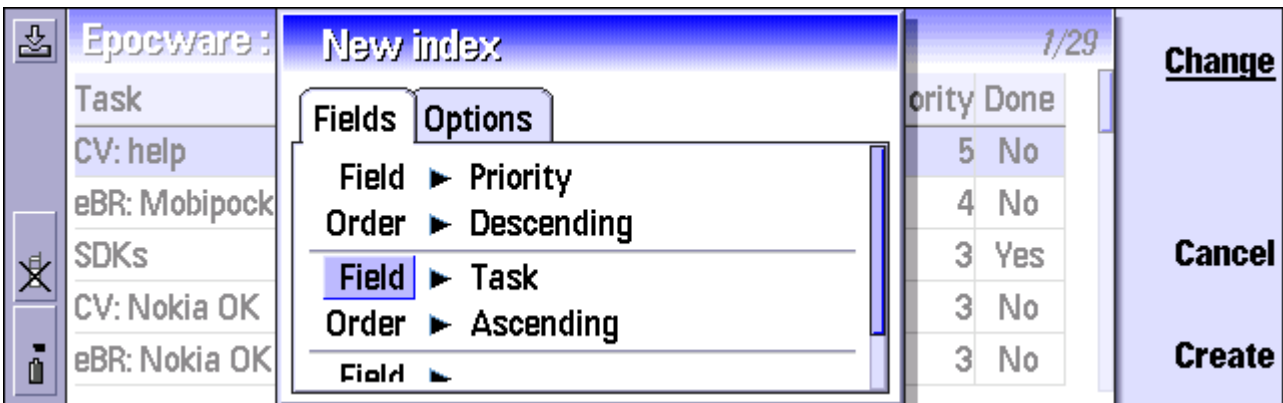 Epocware :
1/29
Task
ority Done
CV: help
5 No
eBR: Mobipock
4 No
SDKs
3 Yes
CV: Nokia OK
3 No
eBR: Nokia OK
3 No
New index
Fields Options
Field Priority
Order Descending
Field Task
Order Ascending
Field
Change
Cancel
Create